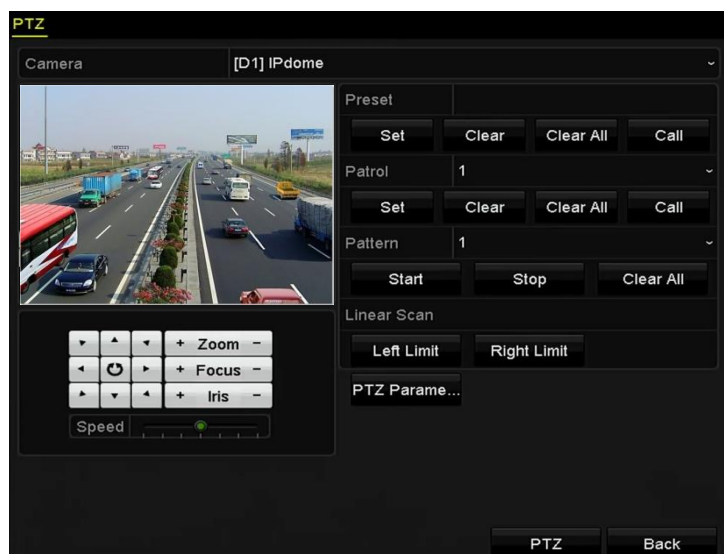 PTZ
Camera [D1] IPdome
Preset
Set Clear Clear All Call
Patrol 1
Set Clear Clear All Call
Pattern 1
Start Stop Clear All
Linear Scan
Left Limit Right Limit
PTZ Parame...
+ Zoom -
+ Focus -
+ Iris -
Speed
PTZ Back